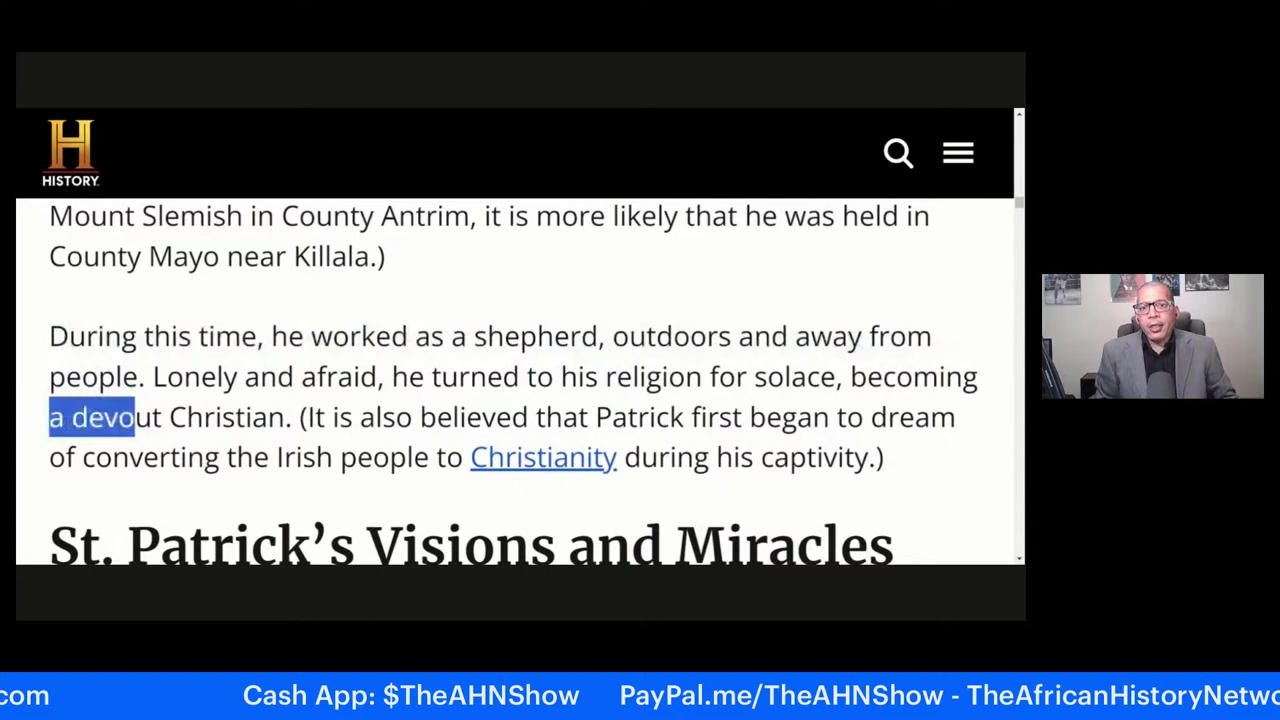 H
HISTORY
Mount Slemish in County Antrim, it is more likely that he was held in
County Mayo near Killala.)
During this time, he worked as a shepherd, outdoors and away from
people. Lonely and afraid, he turned to his religion for solace, becoming
a devout Christian. (It is also believed that Patrick first began to dream
of converting the Irish people to Christianity during his captivity.)
St. Patrick’s Visions and Miracles
com Cash App: $TheAHNShow PayPal.me/TheAHNShow - TheAfricanHistoryNetwo